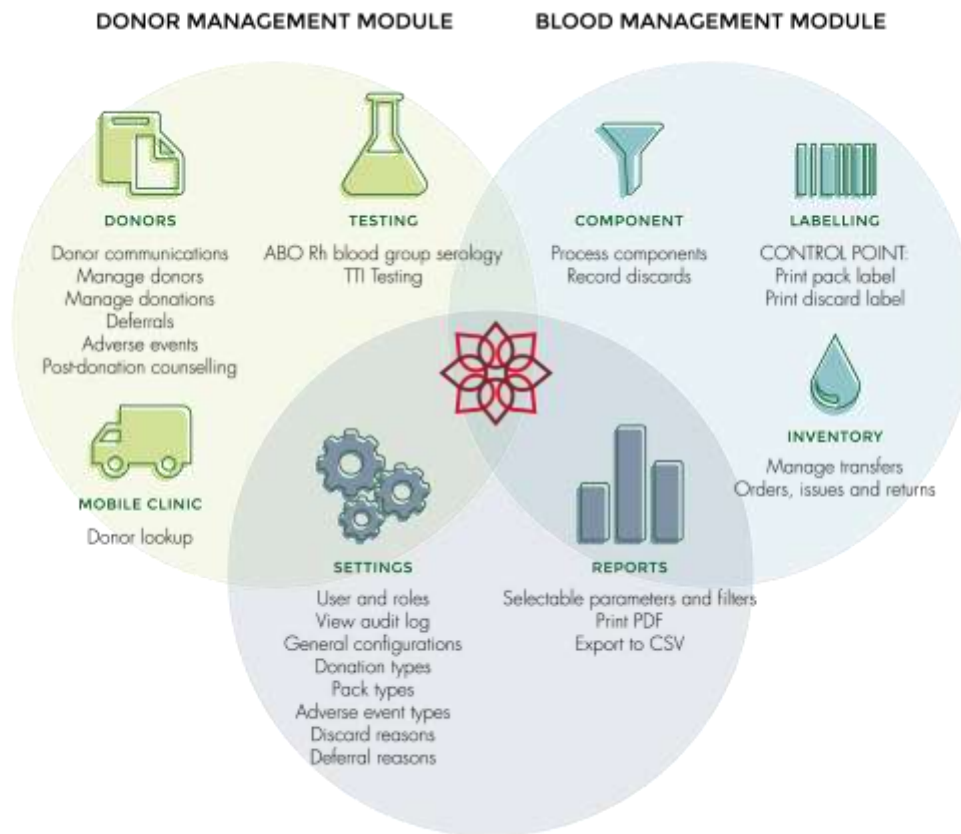 DONOR MANAGEMENT MODULE
BLOOD MANAGEMENT MODULE
DONORS
Donor communications
Manage donors
Manage donations
Deferrals
Adverse events
Post-donation counselling
TESTING
ABO Rh blood group serology
TTI Testing
COMPONENT
Process components
Record discards
LABELLING
CONTROL POINT:
Print pack label
Print discard label
MOBILE CLINIC
Donor lookup
INVENTORY
Manage transfers
Orders, issues and returns
SETTINGS
User and roles
View audit log
General configurations
Donation types
Pack types
Adverse event types
Discard reasons
Deferral reasons
REPORTS
Selectable parameters and filters
Print PDF
Export to CSV